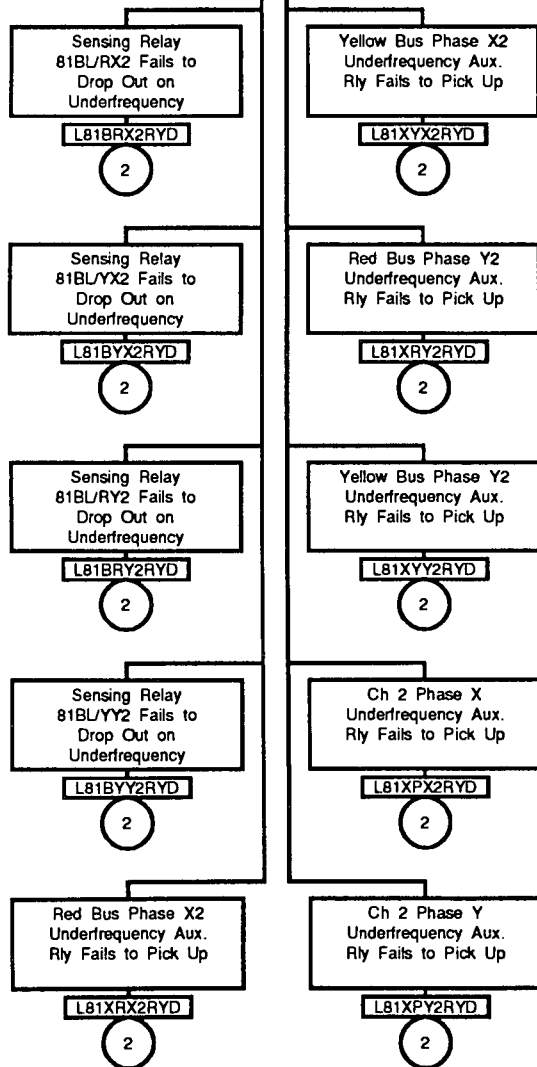 Sensing Relay
81BL/RX2 Fails to
Drop Out on
Underfrequency
L81BRX2RYD
2
Yellow Bus Phase X2
Underfrequency Aux.
Rly Fails to Pick Up
L81XYX2RYD
2
Sensing Relay
81BL/YX2 Fails to
Drop Out on
Underfrequency
L81BYX2RYD
2
Red Bus Phase Y2
Underfrequency Aux.
Rly Fails to Pick Up
L81XRY2RYD
2
Sensing Relay
81BL/RY2 Fails to
Drop Out on
Underfrequency
L81BRY2RYD
2
Yellow Bus Phase Y2
Underfrequency Aux.
Rly Fails to Pick Up
L81XYY2RYD
2
Sensing Relay
81BL/YY2 Fails to
Drop Out on
Underfrequency
L81BYY2RYD
2
Ch 2 Phase X
Underfrequency Aux.
Rly Fails to Pick Up
L81XPX2RYD
2
Red Bus Phase X2
Underfrequency Aux.
Rly Fails to Pick Up
L81XRX2RYD
2
Ch 2 Phase Y
Underfrequency Aux.
Rly Fails to Pick Up
L81XPY2RYD
2